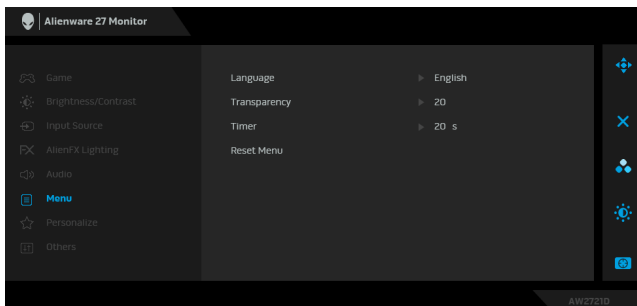 Alienware 27 Monitor
Game
Brightness/Contrast
Input Source
FX AlienFX Lighting
Audio
Menu
Personalize
Others
Language English
Transparency 20
Timer 20 s
Reset Menu
AW2721D